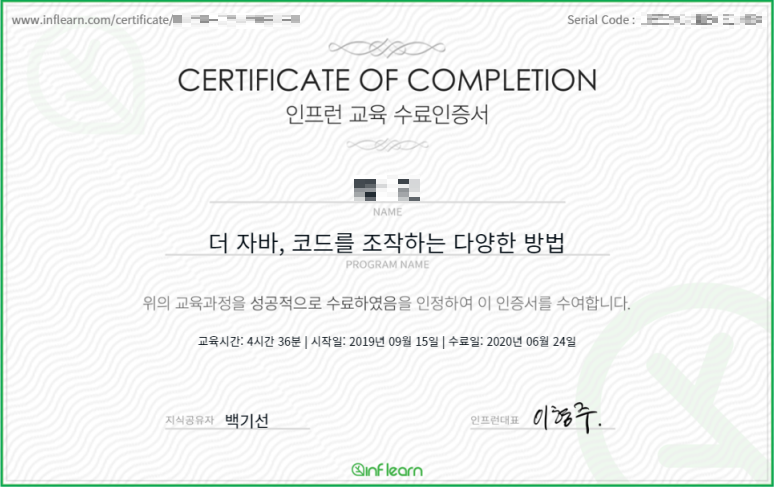 www.inflearn.com/certificate/
Serial Code :
CERTIFICATE OF COMPLETION
인프런 교육 수료인증서
NAME
더 자바, 코드를 조작하는 다양한 방법
PROGRAM NAME
위의 교육과정을 성공적으로 수료하였음을 인정하여 이 인증서를 수여합니다.
교육시간: 4시간 36분 | 시작일: 2019년 09월 15일 | 수료일: 2020년 06월 24일
지식공유자 백기선
인프런대표 이형주.
inflearn